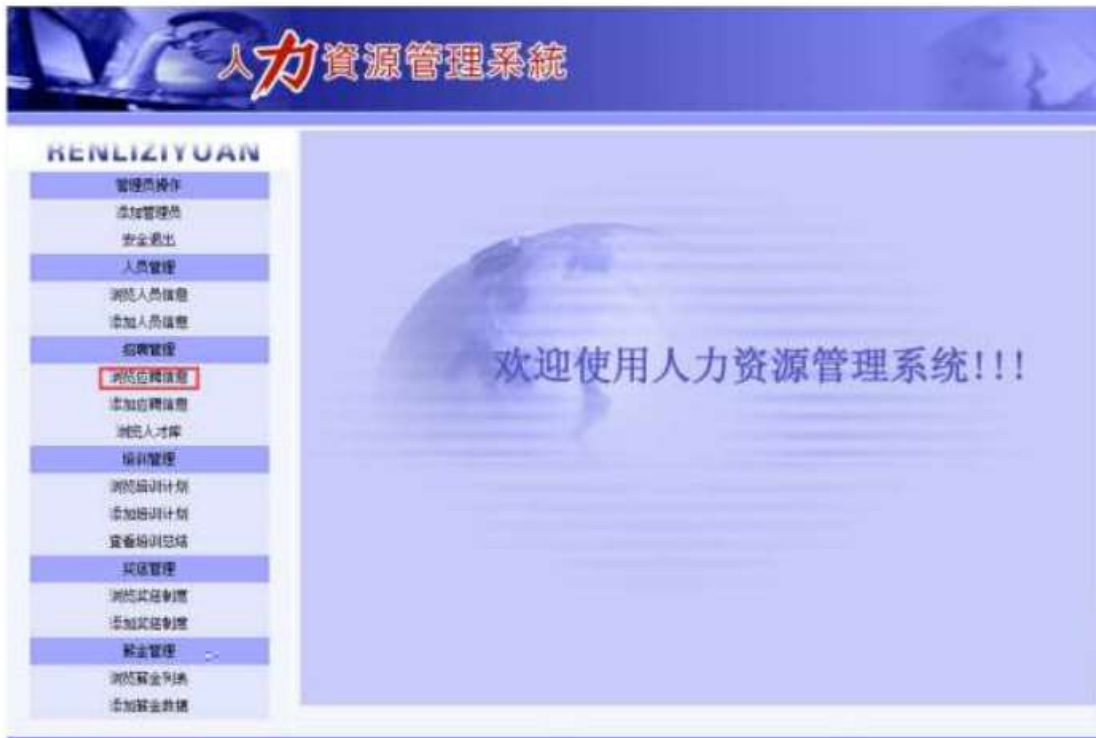 人力資源管理系統
RENLIZIYUAN
管理员操作
添加管理员
安全退出
人员管理
浏览人员信息
添加人员信息
招聘管理
浏览应聘信息
添加应聘信息
浏览人才库
培训管理
浏览培训计划
添加培训计划
查看培训总结
奖惩管理
浏览奖惩制度
添加奖惩制度
薪金管理
浏览薪金列表
添加薪金数据
欢迎使用人力资源管理系统!!!